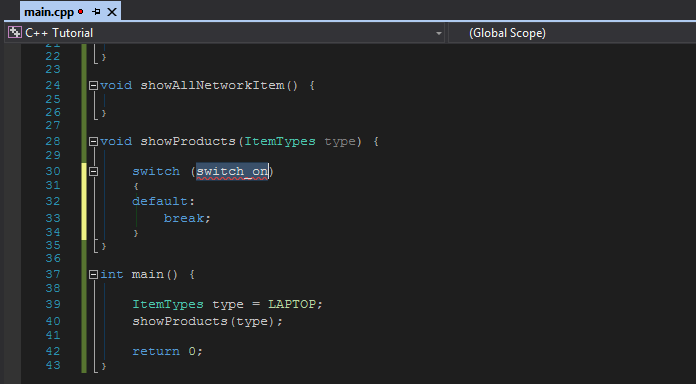 main.cpp
C++ Tutorial (Global Scope)
21
22 }
23
24 void showAllNetworkItem() {
25
26 }
27
28 void showProducts(ItemTypes type) {
29
30 switch (switch_on)
31 {
32 default:
33 break;
34 }
35 }
36
37 int main() {
38
39 ItemTypes type = LAPTOP;
40 showProducts(type);
41
42 return 0;
43 }